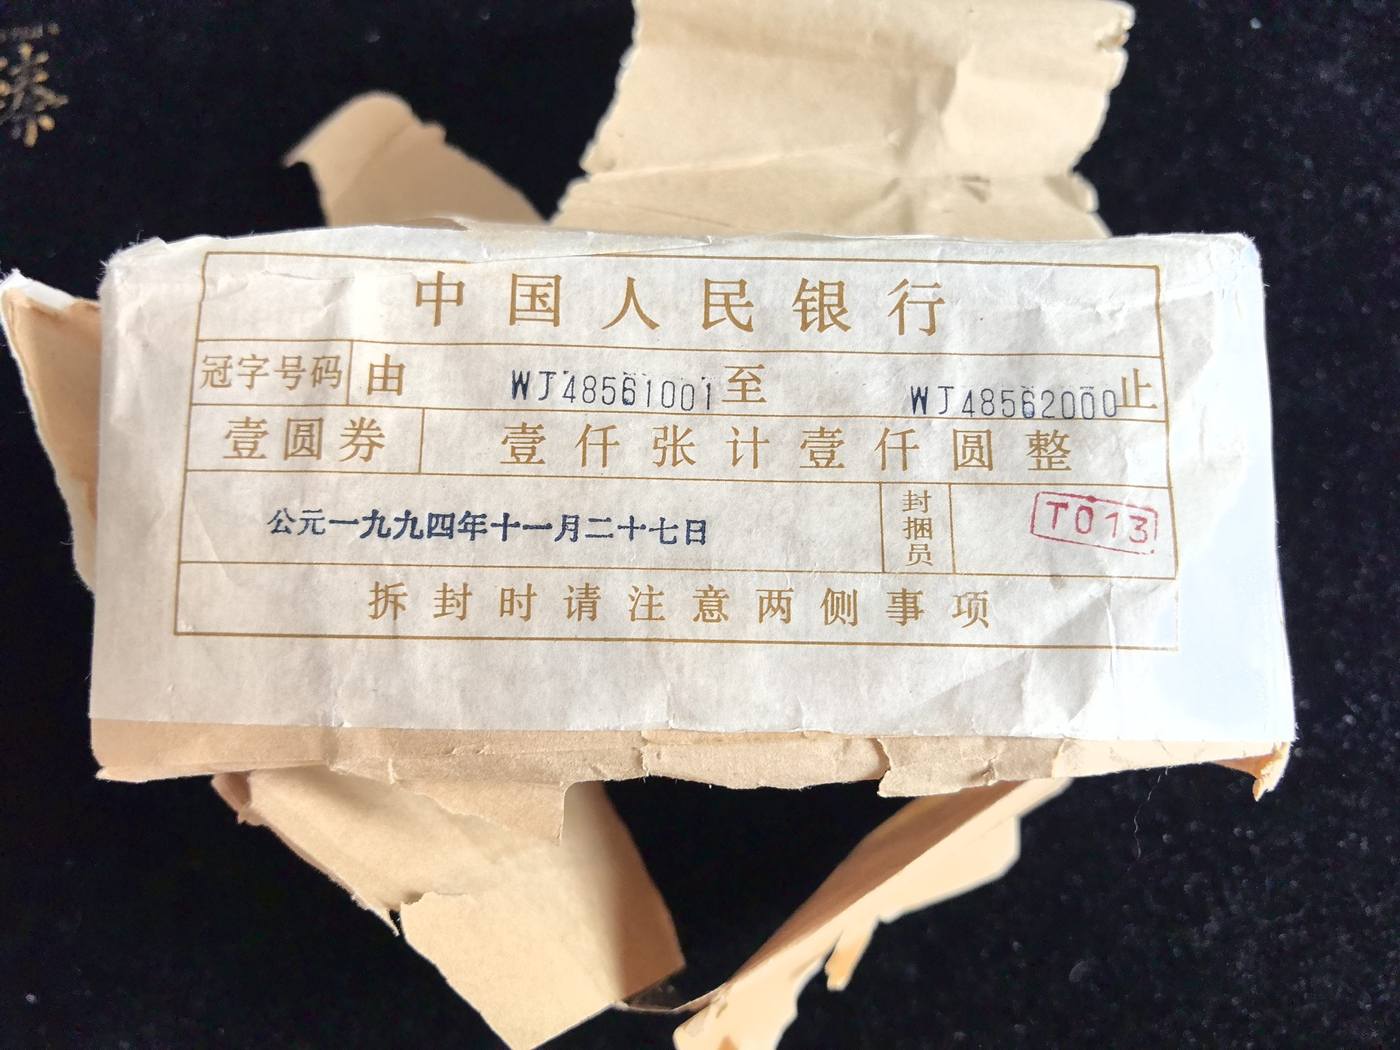 中国人民银行
冠字号码 由 WJ48561001 至 WJ48562000 止
壹圆券 壹仟张计壹仟圆整
公元一九九四年十一月二十七日 封捆员 T013
拆封时请注意两侧事项